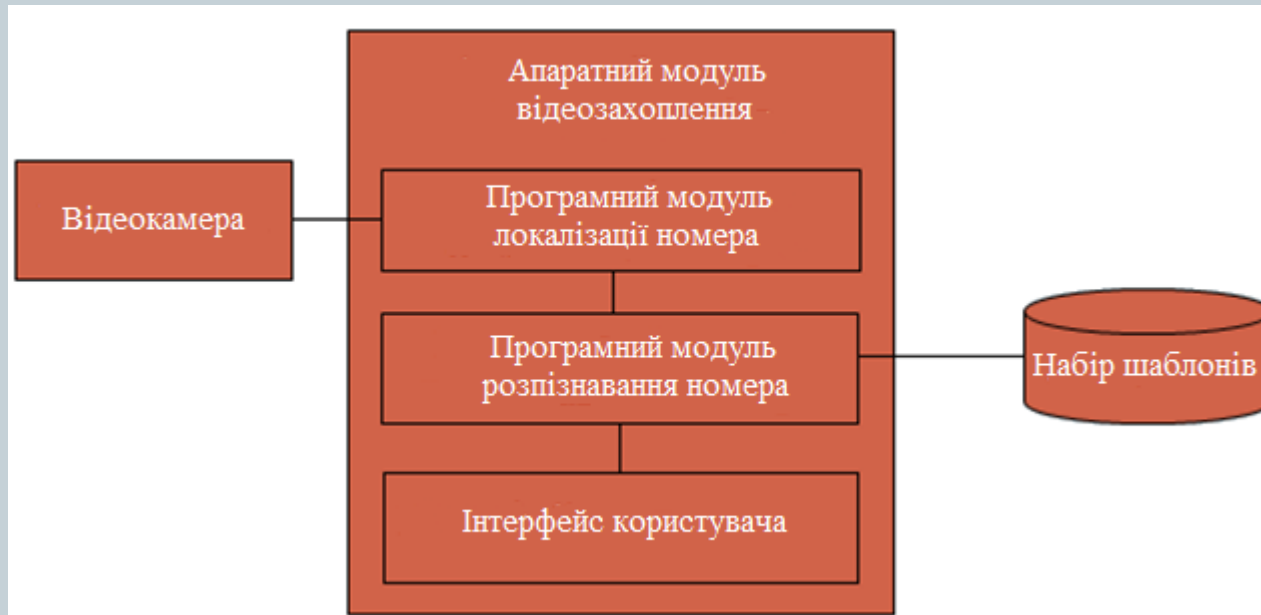 Апаратний модуль
відеозахоплення
Відеокамера
Програмний модуль
локалізації номера
Програмний модуль
розпізнавання номера
Набір шаблонів
Інтерфейс користувача